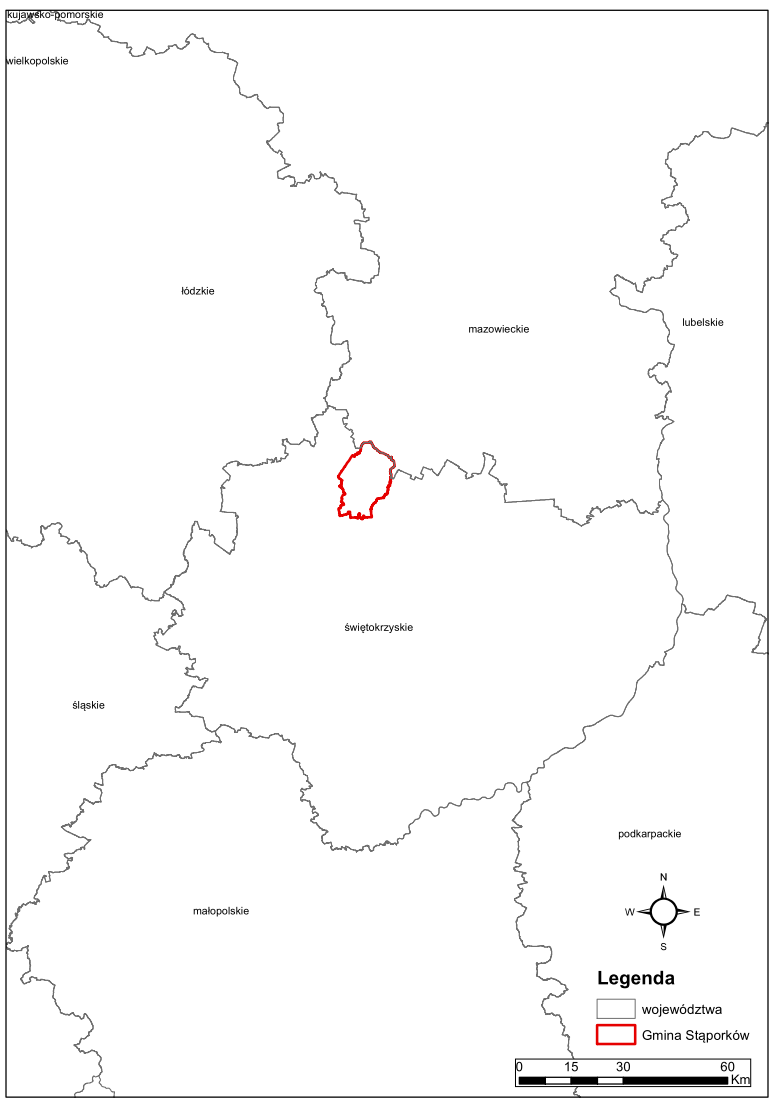 kujawsko-pomorskie
wielkopolskie
łódzkie
lubelskie
mazowieckie
świętokrzyskie
śląskie
podkarpackie
małopolskie
N
W E
S
Legenda
województwa
Gmina Stąporków
0 15 30 60
Km